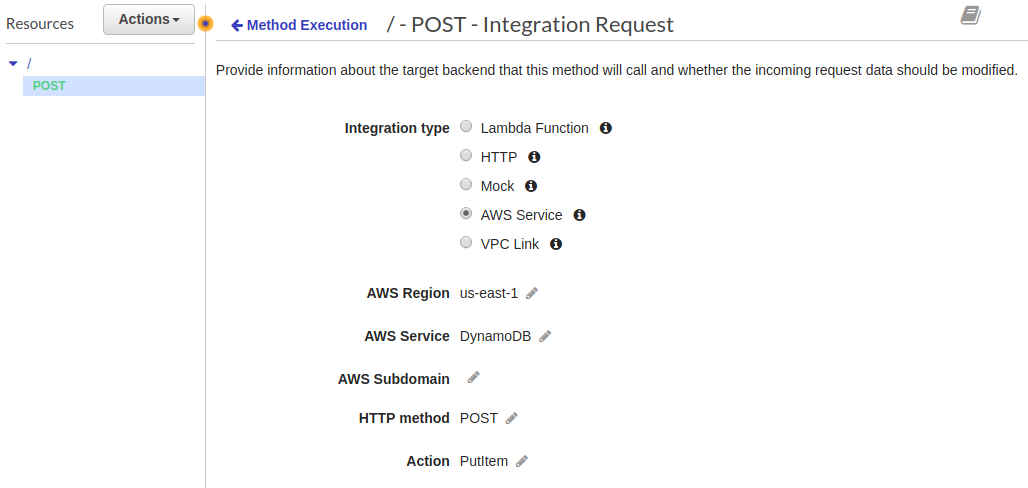 Resources
Actions
Method Execution / - POST - Integration Request
/
POST
Provide information about the target backend that this method will call and whether the incoming request data should be modified.
Integration type
Lambda Function
HTTP
Mock
AWS Service
VPC Link
AWS Region us-east-1
AWS Service DynamoDB
AWS Subdomain
HTTP method POST
Action PutItem